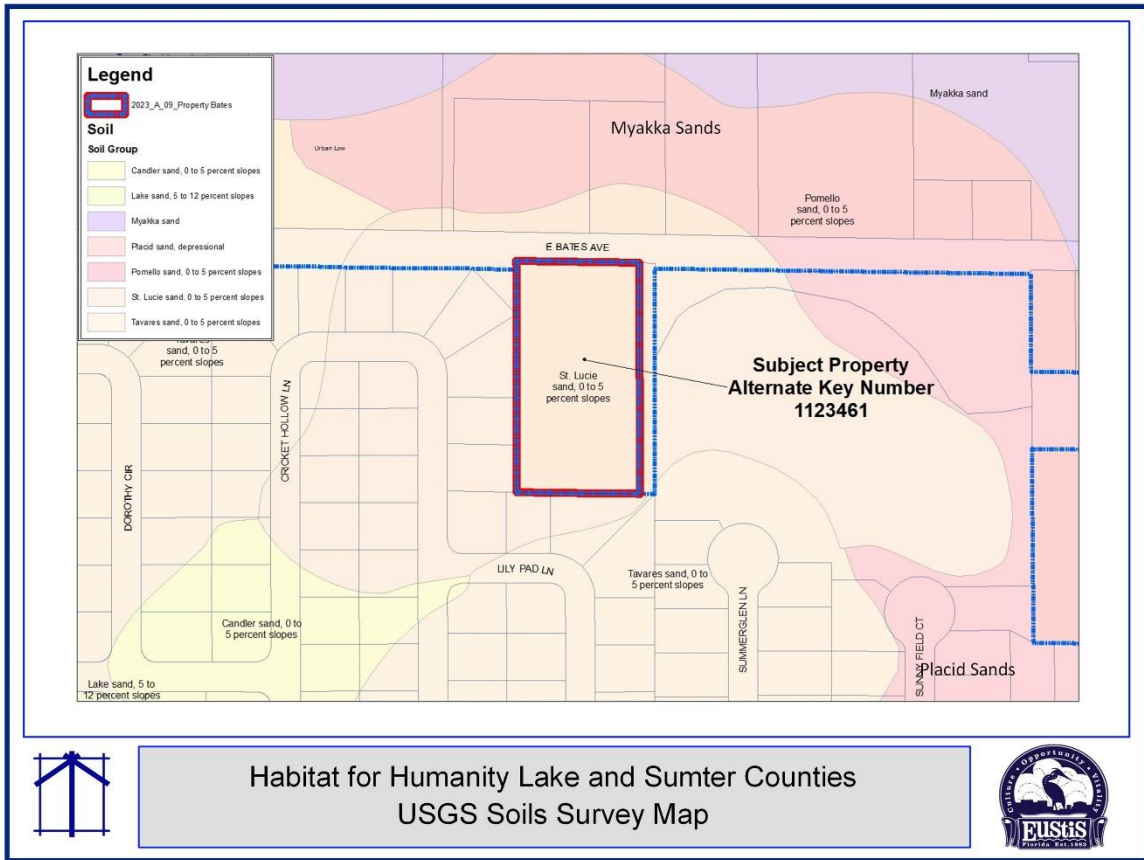 Legend
2023_A_09_Property Bates
Soil
Soil Group
Candler sand, 0 to 5 percent slopes
Lake sand, 5 to 12 percent slopes
Myakka sand
Placid sand, depressional
Pomello sand, 0 to 5 percent slopes
St. Lucie sand, 0 to 5 percent slopes
Tavares sand, 0 to 5 percent slopes
Myakka sand
Myakka Sands
Urban Low
Pomello
sand, 0 to 5
percent slopes
E BATES AVE
Tavares
sand, 0 to 5
percent slopes
Subject Property
Alternate Key Number
1123461
St. Lucie
sand, 0 to 5
percent slopes
CRICKET HOLLOW LN
DOROTHY CIR
LILY PAD LN
Tavares sand, 0 to
5 percent slopes
SUMMERGLEN LN
SUNNY FIELD CT
Candler sand, 0 to
5 percent slopes
Placid Sands
Lake sand, 5 to
12 percent slopes
Habitat for Humanity Lake and Sumter Counties
USGS Soils Survey Map
Culture • Opportunity • Vitality
EUSTIS
Florida Est. 1883